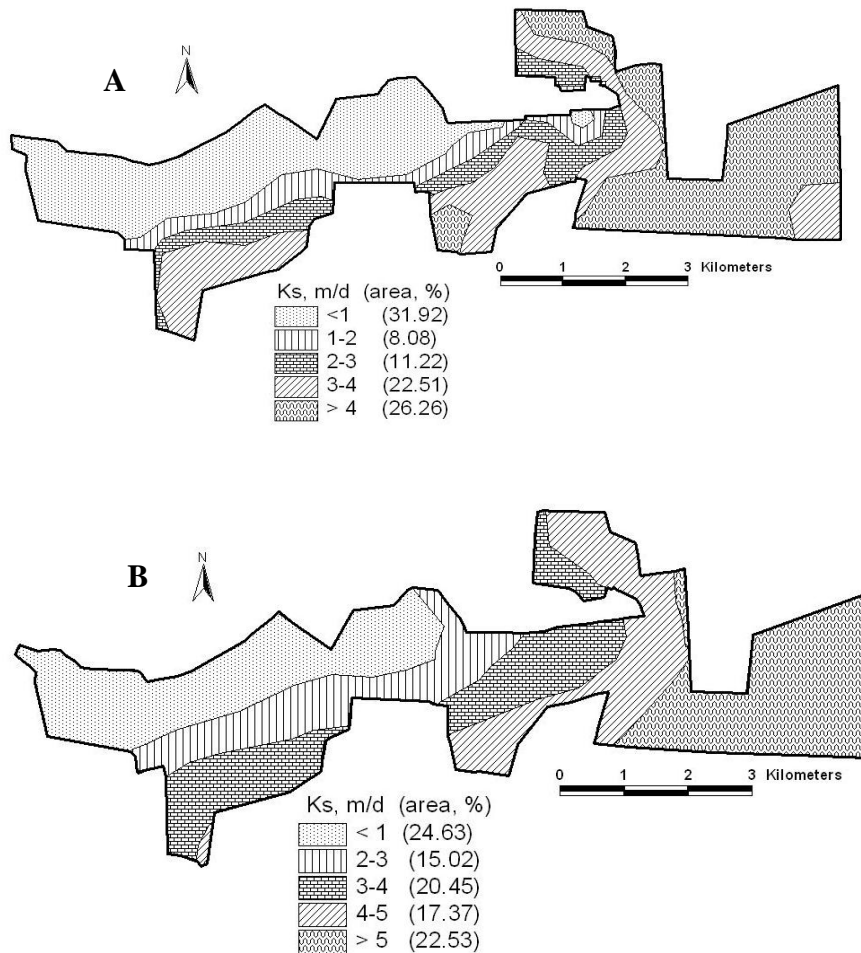 A
N
0 1 2 3 Kilometers
Ks, m/d (area, %)
<1 (31.92)
1-2 (8.08)
2-3 (11.22)
3-4 (22.51)
> 4 (26.26)
B
N
0 1 2 3 Kilometers
Ks, m/d (area, %)
< 1 (24.63)
2-3 (15.02)
3-4 (20.45)
4-5 (17.37)
> 5 (22.53)